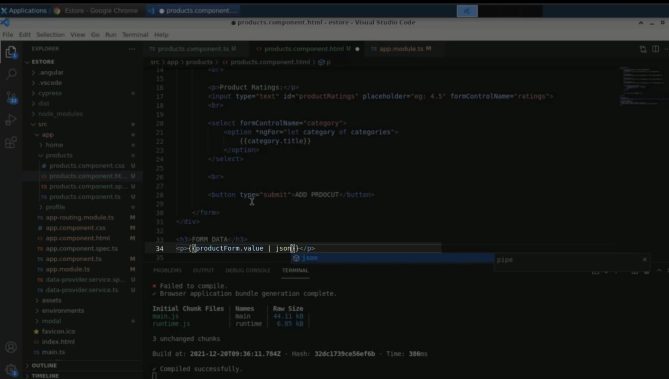 Applications
Estore - Google Chrome
● products.component....
● products.component.html - estore - Visual Studio Code
File Edit Selection View Go Run Terminal Help
EXPLORER
ESTORE
.angular
.vscode
cypress
dist
node_modules
src
app
home
products
products.component.css U
products.component.ht... U
products.component.sp... U
products.component.ts U
profile
app-routing.module.ts M
app.component.html M
app.component.spec.ts
app.component.ts M
app.module.ts M
data-provider.service.sp... U
data-provider.service.ts U
assets
environments
modal
favicon.ico
index.html
main.ts
OUTLINE
TIMELINE
products.component.ts U
products.component.html U ●
app.module.ts M
src > app > products > products.component.html > p
14 <br>
15
16 <p>Product Ratings:</p>
17 <input type="text" id="productRatings" placeholder="eg: 4.5" formControlName="ratings">
18 <br>
19
20 <select formControlName="category">
21 <option *ngFor="let category of categories">
22 {{category.title}}
23 </option>
24 </select>
25
26 <br>
27
28 <button type="submit">ADD PRDOCUT</button>
29
30 </form>
31 </div>
32
33 <h3>FORM DATA</h3>
34 <p>{{productForm.value | json}}</p>
35
json
pipe
PROBLEMS OUTPUT DEBUG CONSOLE TERMINAL
× Failed to compile.
✓ Browser application bundle generation complete.
Initial Chunk Files | Names | Raw Size
main.js | main | 44.11 kB |
runtime.js | runtime | 6.85 kB |
3 unchanged chunks
Build at: 2021-12-20T09:36:11.784Z - Hash: 32dc1739ce56ef6b - Time: 386ms
✓ Compiled successfully.